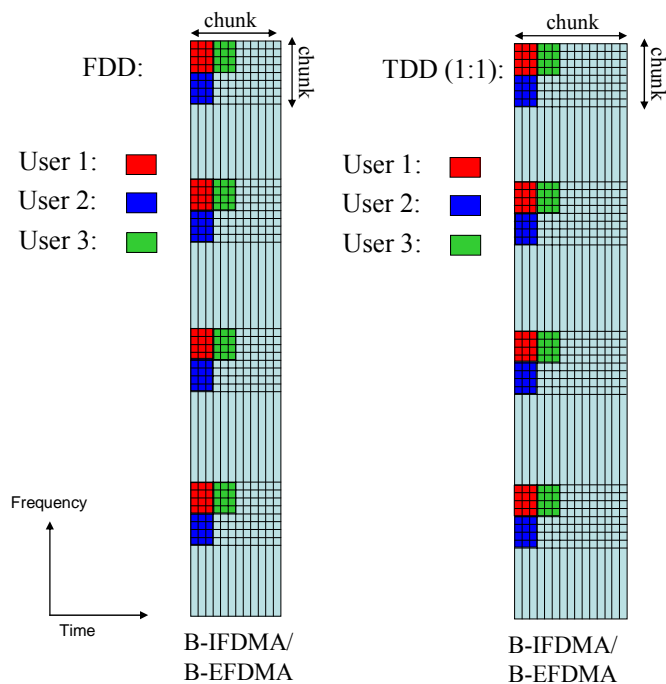 chunk
FDD:
chunk
User 1:
User 2:
User 3:
Frequency
Time
B-IFDMA/
B-EFDMA
chunk
TDD (1:1):
chunk
User 1:
User 2:
User 3:
B-IFDMA/
B-EFDMA